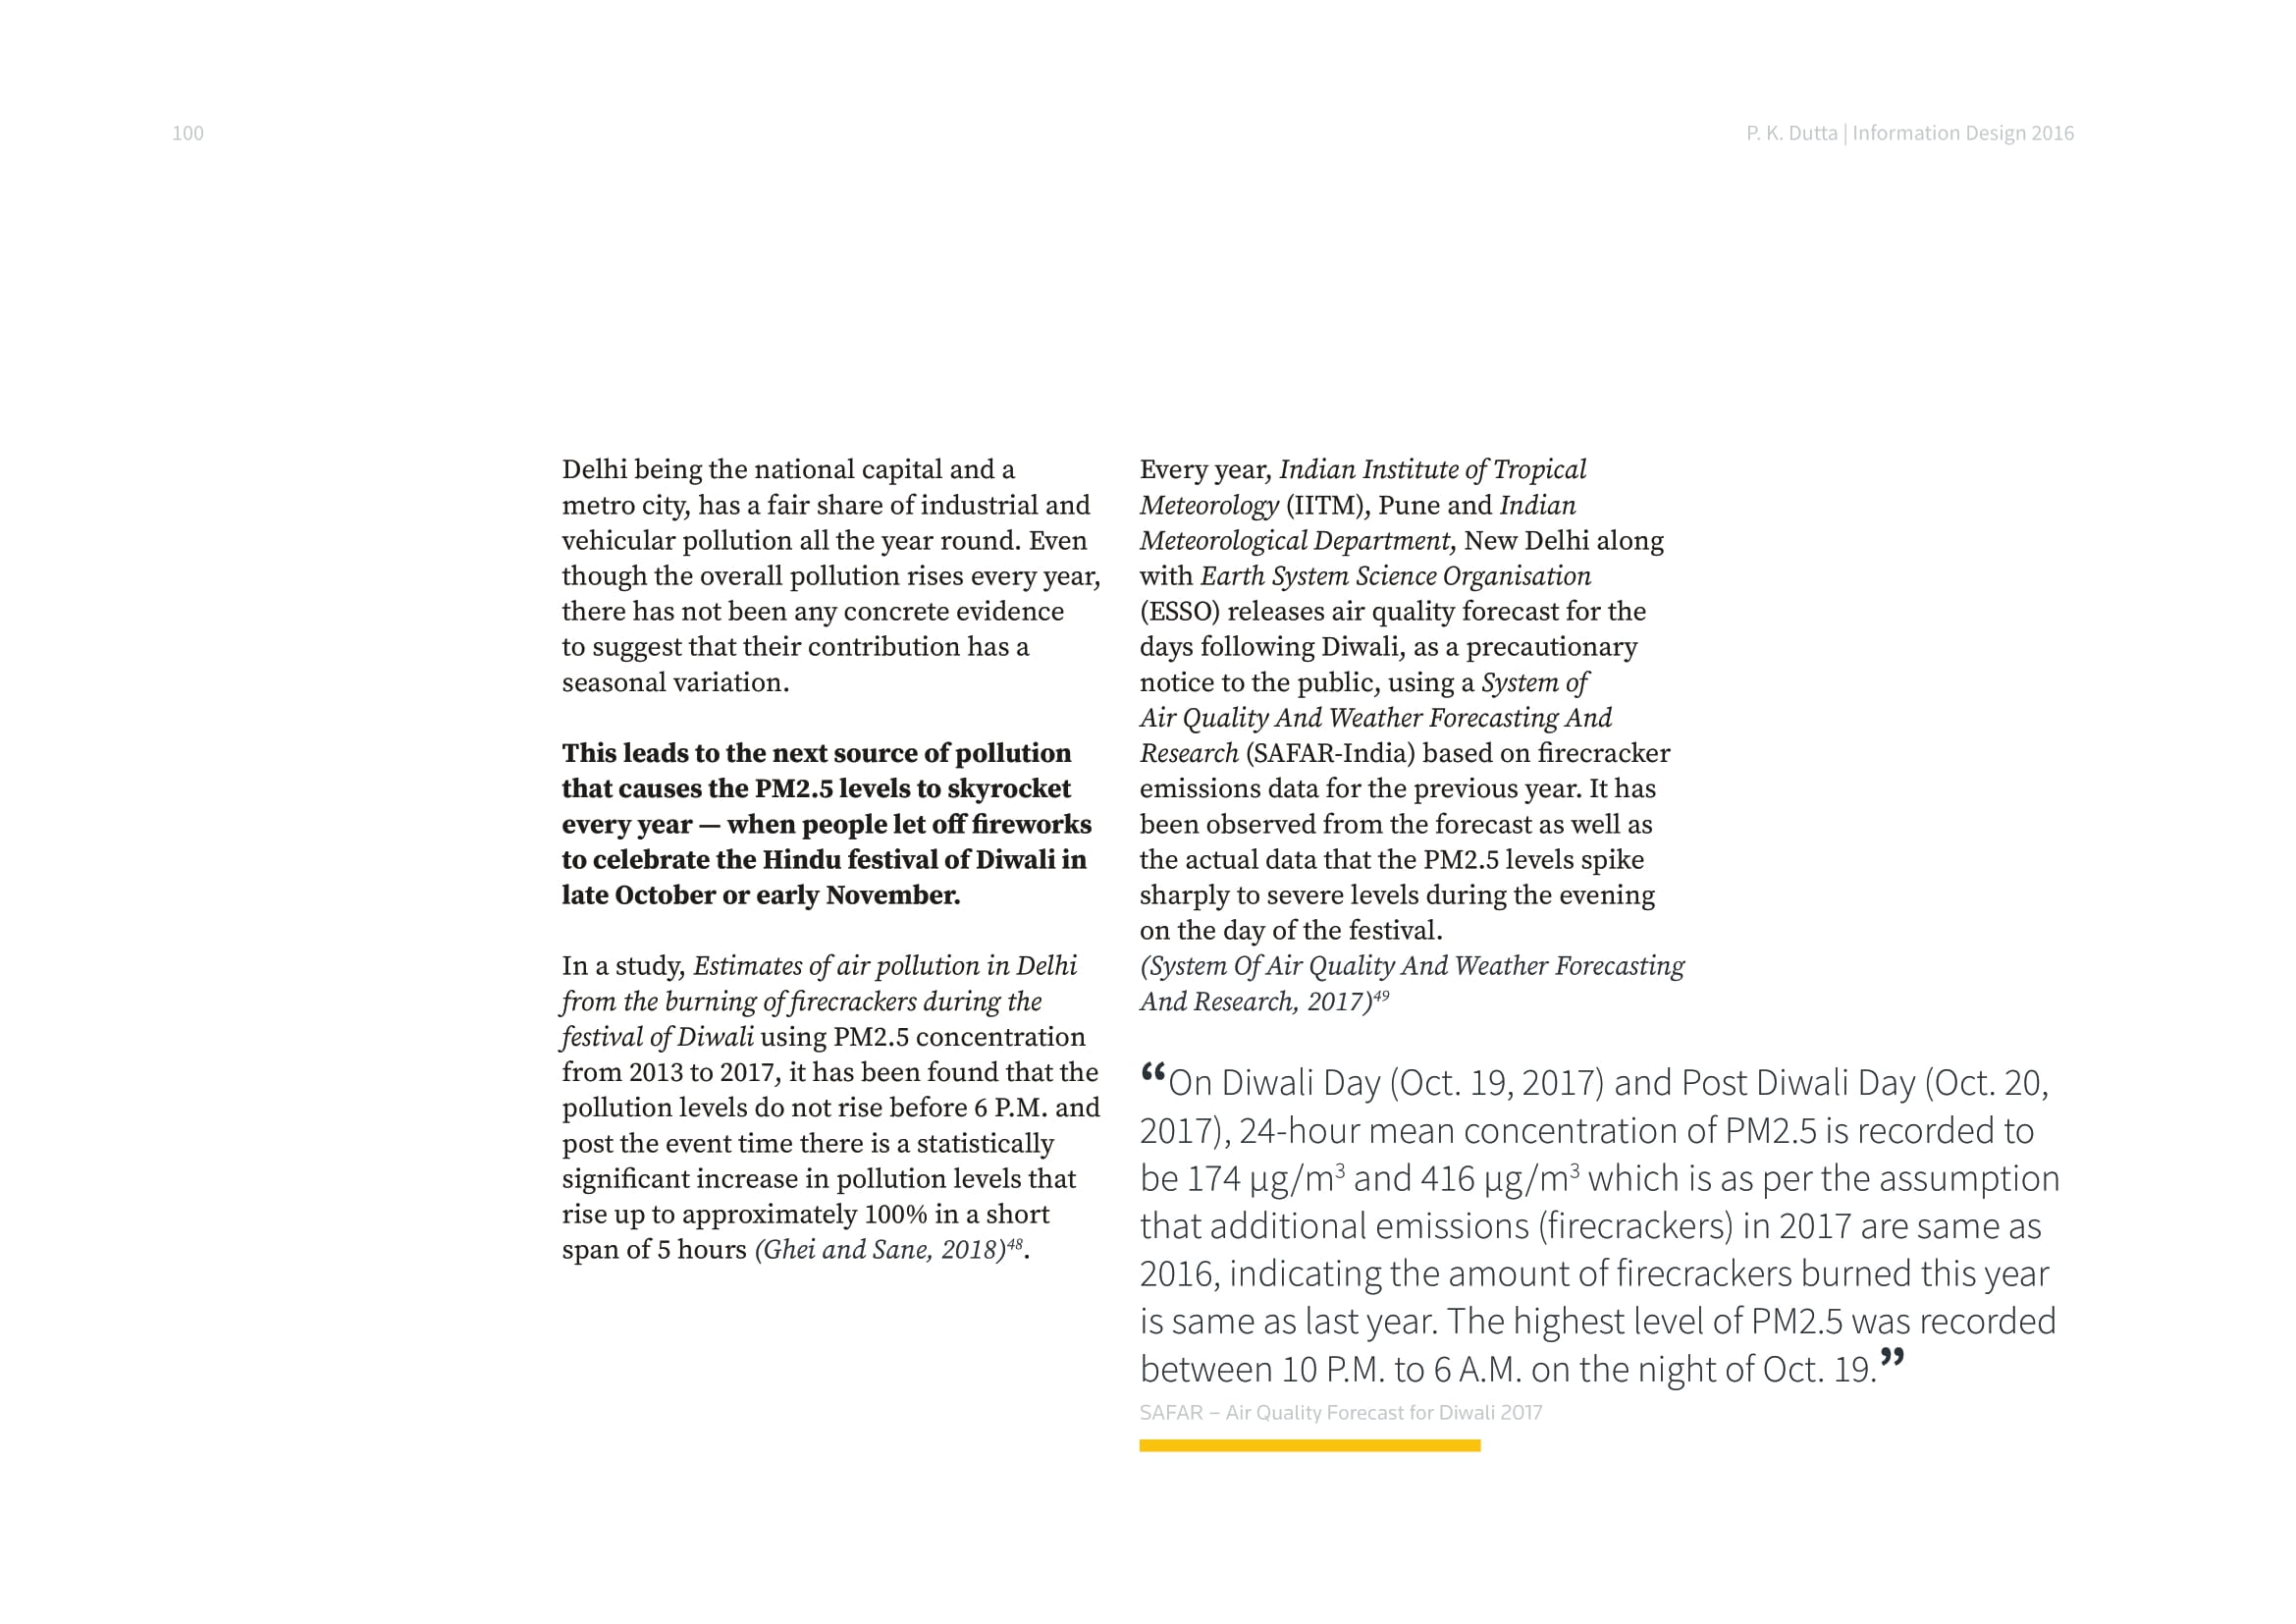 100
P. K. Dutta | Information Design 2016
Delhi being the national capital and a
metro city, has a fair share of industrial and
vehicular pollution all the year round. Even
though the overall pollution rises every year,
there has not been any concrete evidence
to suggest that their contribution has a
seasonal variation.
This leads to the next source of pollution
that causes the PM2.5 levels to skyrocket
every year — when people let off fireworks
to celebrate the Hindu festival of Diwali in
late October or early November.
In a study, Estimates of air pollution in Delhi
from the burning of firecrackers during the
festival of Diwali using PM2.5 concentration
from 2013 to 2017, it has been found that the
pollution levels do not rise before 6 P.M. and
post the event time there is a statistically
significant increase in pollution levels that
rise up to approximately 100% in a short
span of 5 hours (Ghei and Sane, 2018)⁴⁸.
Every year, Indian Institute of Tropical
Meteorology (IITM), Pune and Indian
Meteorological Department, New Delhi along
with Earth System Science Organisation
(ESSO) releases air quality forecast for the
days following Diwali, as a precautionary
notice to the public, using a System of
Air Quality And Weather Forecasting And
Research (SAFAR-India) based on firecracker
emissions data for the previous year. It has
been observed from the forecast as well as
the actual data that the PM2.5 levels spike
sharply to severe levels during the evening
on the day of the festival.
(System Of Air Quality And Weather Forecasting
And Research, 2017)⁴⁹
“On Diwali Day (Oct. 19, 2017) and Post Diwali Day (Oct. 20,
2017), 24-hour mean concentration of PM2.5 is recorded to
be 174 μg/m³ and 416 μg/m³ which is as per the assumption
that additional emissions (firecrackers) in 2017 are same as
2016, indicating the amount of firecrackers burned this year
is same as last year. The highest level of PM2.5 was recorded
between 10 P.M. to 6 A.M. on the night of Oct. 19.”
SAFAR – Air Quality Forecast for Diwali 2017